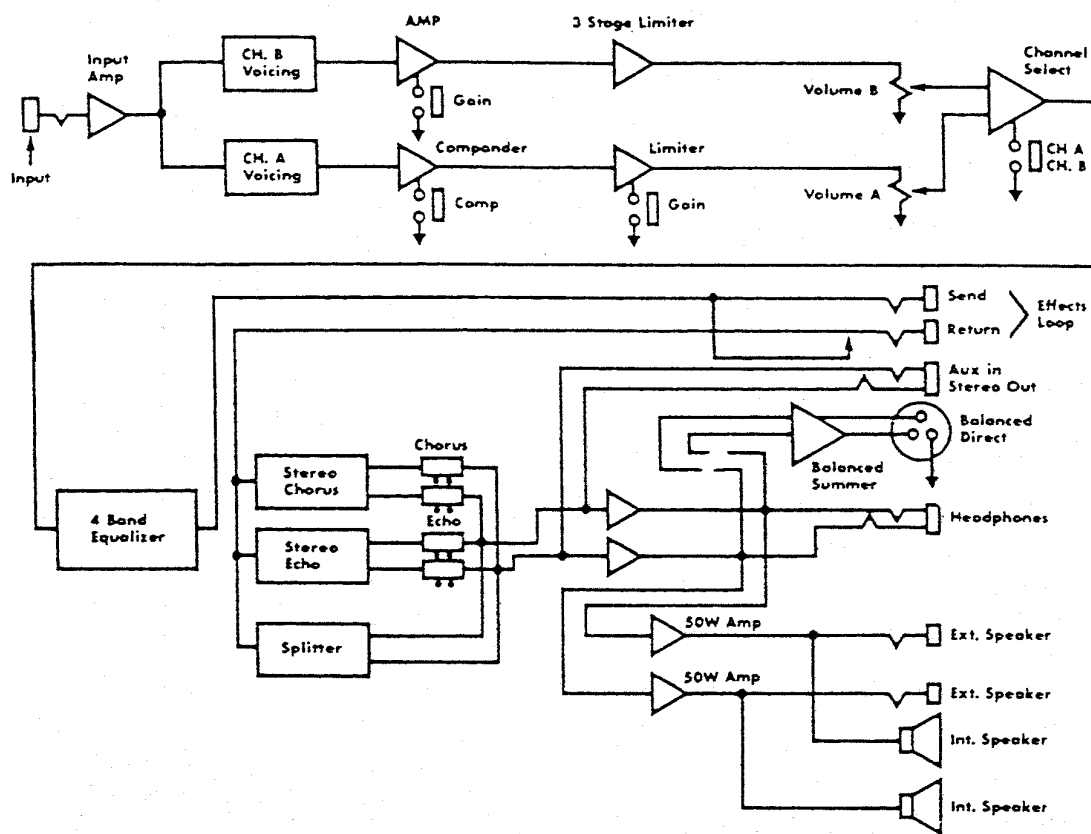 AMP
3 Stage Limiter
Input
Amp
CH. B
Voicing
Channel
Select
Gain
Volume B
Input
CH. A
Voicing
Compander
Limiter
CH A
CH. B
Comp
Gain
Volume A
Send
Return
Effects
Loop
Aux in
Stereo Out
Balanced
Direct
Balanced
Summer
Chorus
Stereo
Chorus
Echo
4 Band
Equalizer
Stereo
Echo
Headphones
Splitter
50W Amp
Ext. Speaker
50W Amp
Ext. Speaker
Int. Speaker
Int. Speaker